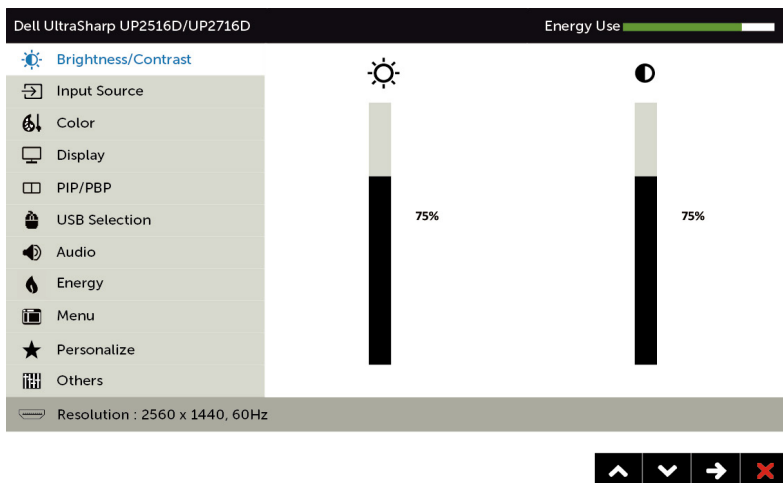 Dell UltraSharp UP2516D/UP2716D
Energy Use
Brightness/Contrast
Input Source
Color
Display
PIP/PBP
USB Selection
Audio
Energy
Menu
Personalize
Others
75%
75%
Resolution : 2560 x 1440, 60Hz